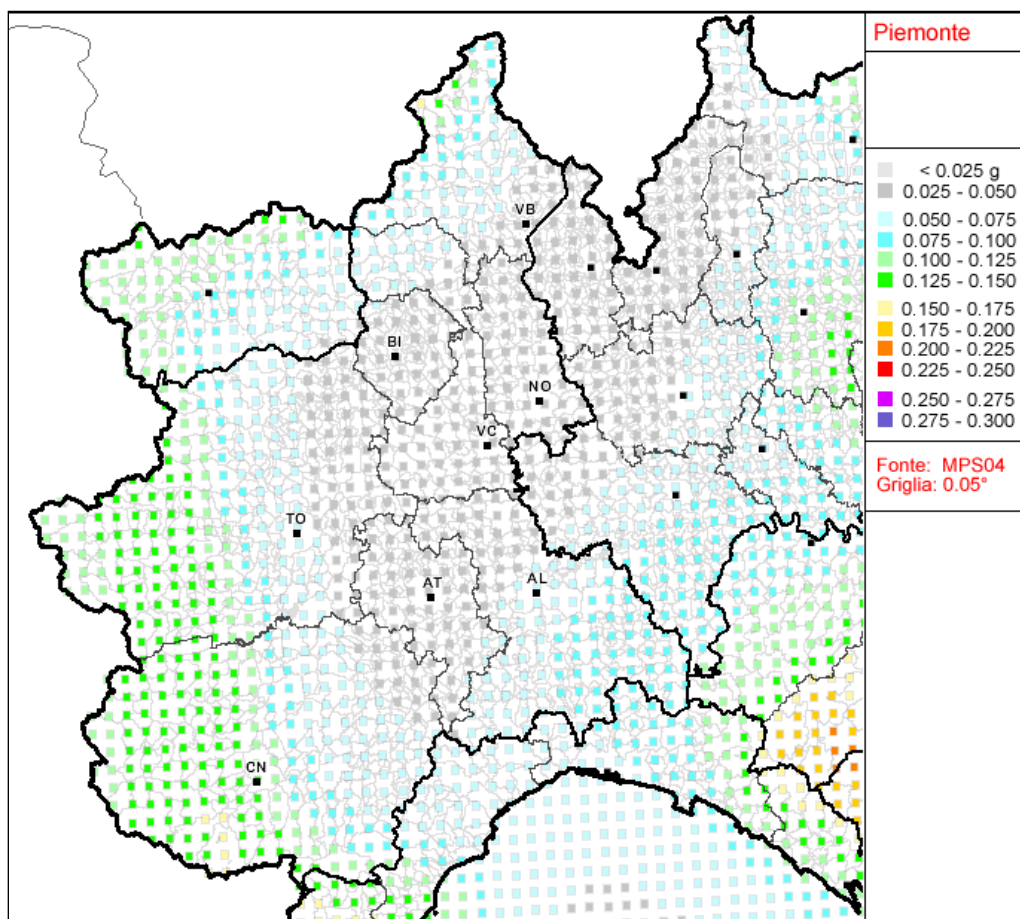 Piemonte
< 0.025 g
0.025 - 0.050
0.050 - 0.075
0.075 - 0.100
0.100 - 0.125
0.125 - 0.150
0.150 - 0.175
0.175 - 0.200
0.200 - 0.225
0.225 - 0.250
0.250 - 0.275
0.275 - 0.300
Fonte: MPS04
Griglia: 0.05°
VB
BI
NO
VC
TO
AT
AL
CN